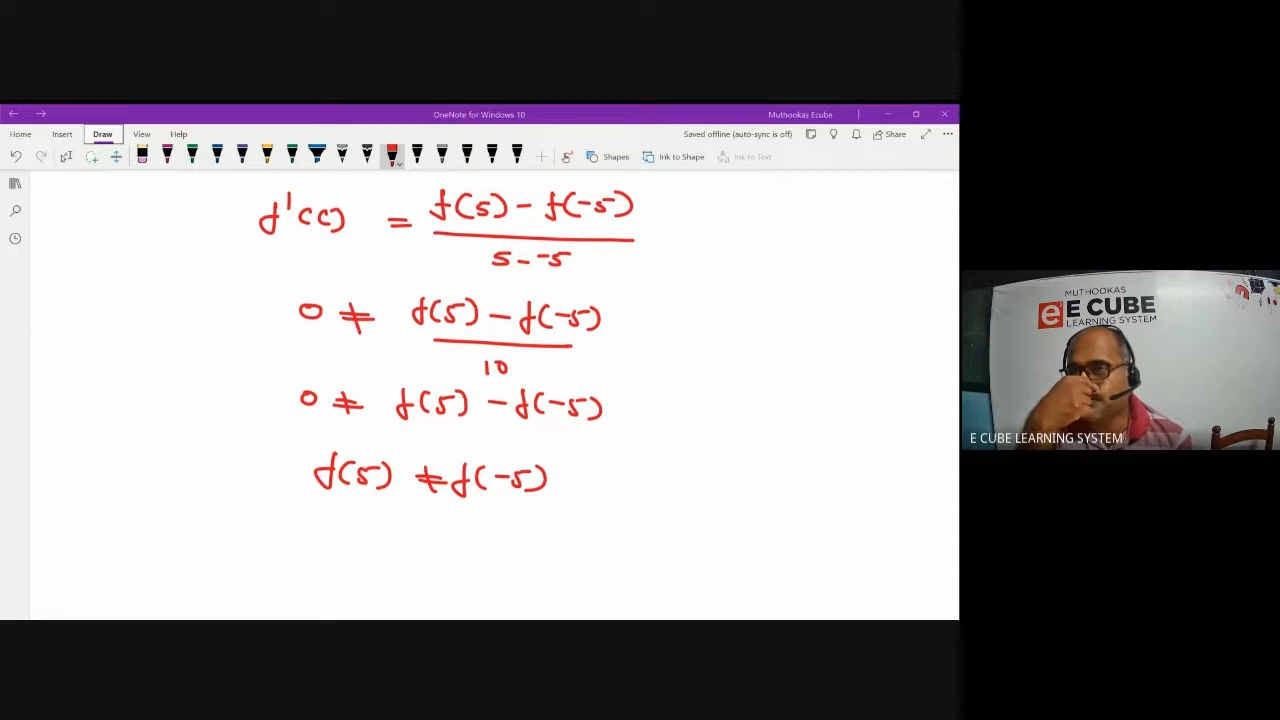 OneNote for Windows 10
Muthookas Ecube
Home Insert Draw View Help
Saved offline (auto-sync is off) Share
Shapes Ink to Shape Ink to Text
f'(c) = f(5) - f(-5)
5 - -5
0 ≠ f(5) - f(-5)
10
0 ≠ f(5) - f(-5)
f(5) ≠ f(-5)
MUTHOOKAS
e³ E CUBE
LEARNING SYSTEM
E CUBE LEARNING SYSTEM